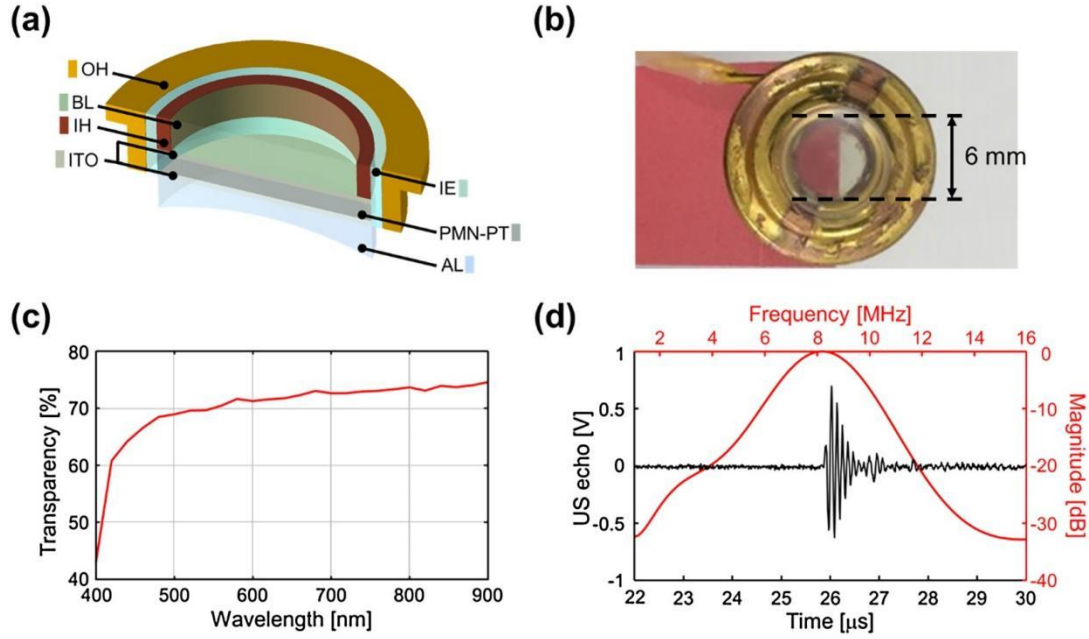 (a)
OH
BL
IH
ITO
IE
PMN-PT
AL
(b)
6 mm
(c)
80
70
60
50
40
Transparency [%]
400 500 600 700 800 900
Wavelength [nm]
(d)
Frequency [MHz]
2 4 6 8 10 12 14 16
1
0.5
0
-0.5
-1
US echo [V]
0
-10
-20
-30
-40
Magnitude [dB]
22 23 24 25 26 27 28 29 30
Time [μs]